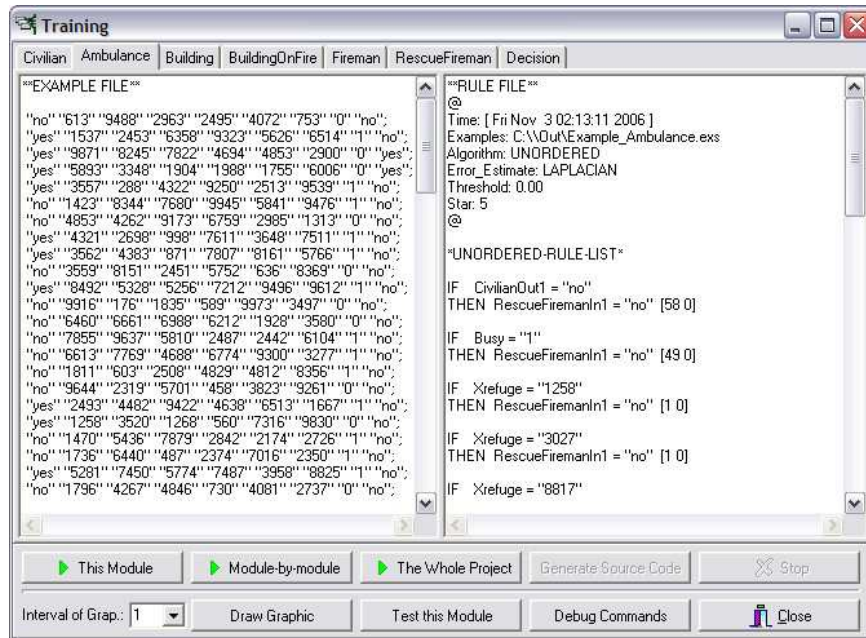 Training
Civilian Ambulance Building BuildingOnFire Fireman RescueFireman Decision
**EXAMPLE FILE**
"no" "613" "9488" "2963" "2495" "4072" "753" "0" "no";
"yes" "1537" "2453" "6358" "9323" "5626" "6514" "1" "no";
"yes" "9871" "8245" "7822" "4694" "4853" "2900" "0" "yes";
"yes" "5893" "3348" "1904" "1988" "1755" "6006" "0" "yes";
"yes" "3557" "288" "4322" "9250" "2513" "9539" "1" "no";
"no" "1423" "8344" "7680" "9945" "5841" "9476" "1" "no";
"no" "4853" "4262" "9173" "6759" "2985" "1313" "0" "no";
"yes" "4321" "2698" "998" "7611" "3648" "7511" "1" "no";
"yes" "3562" "4383" "871" "7807" "8161" "5766" "1" "no";
"no" "3559" "8151" "2451" "5752" "636" "8369" "0" "no";
"yes" "8492" "5328" "5256" "7212" "9496" "9612" "1" "no";
"no" "9916" "176" "1835" "589" "9973" "3497" "0" "no";
"no" "6460" "6661" "6988" "6212" "1928" "3580" "0" "no";
"no" "7855" "9637" "5810" "2487" "2442" "6104" "1" "no";
"no" "6613" "7769" "4688" "6774" "9300" "3277" "1" "no";
"no" "1811" "603" "2508" "4829" "4812" "8356" "1" "no";
"no" "9644" "2319" "5701" "458" "3823" "9261" "0" "no";
"yes" "2493" "4482" "9422" "4638" "6513" "1667" "1" "no";
"yes" "1258" "3520" "1268" "560" "7316" "9830" "0" "no";
"no" "1470" "5436" "7879" "2842" "2174" "2726" "1" "no";
"no" "1736" "6440" "487" "2374" "7016" "2350" "1" "no";
"yes" "5281" "7450" "5774" "7487" "3958" "8825" "1" "no";
"no" "1796" "4267" "4846" "730" "4081" "2737" "0" "no";
**RULE FILE**
@
Time: [ Fri Nov 3 02:13:11 2006 ]
Examples: C:\\Out\Example_Ambulance.exs
Algorithm: UNORDERED
Error_Estimate: LAPLACIAN
Threshold: 0.00
Star: 5
@
*UNORDERED-RULE-LIST*
IF CivilianOut1 = "no"
THEN RescueFiremanIn1 = "no" [58 0]
IF Busy = "1"
THEN RescueFiremanIn1 = "no" [49 0]
IF Xrefuge = "1258"
THEN RescueFiremanIn1 = "no" [1 0]
IF Xrefuge = "3027"
THEN RescueFiremanIn1 = "no" [1 0]
IF Xrefuge = "8817"
This Module Module-by-module The Whole Project Generate Source Code Stop
Interval of Grap.: 1 Draw Graphic Test this Module Debug Commands Close